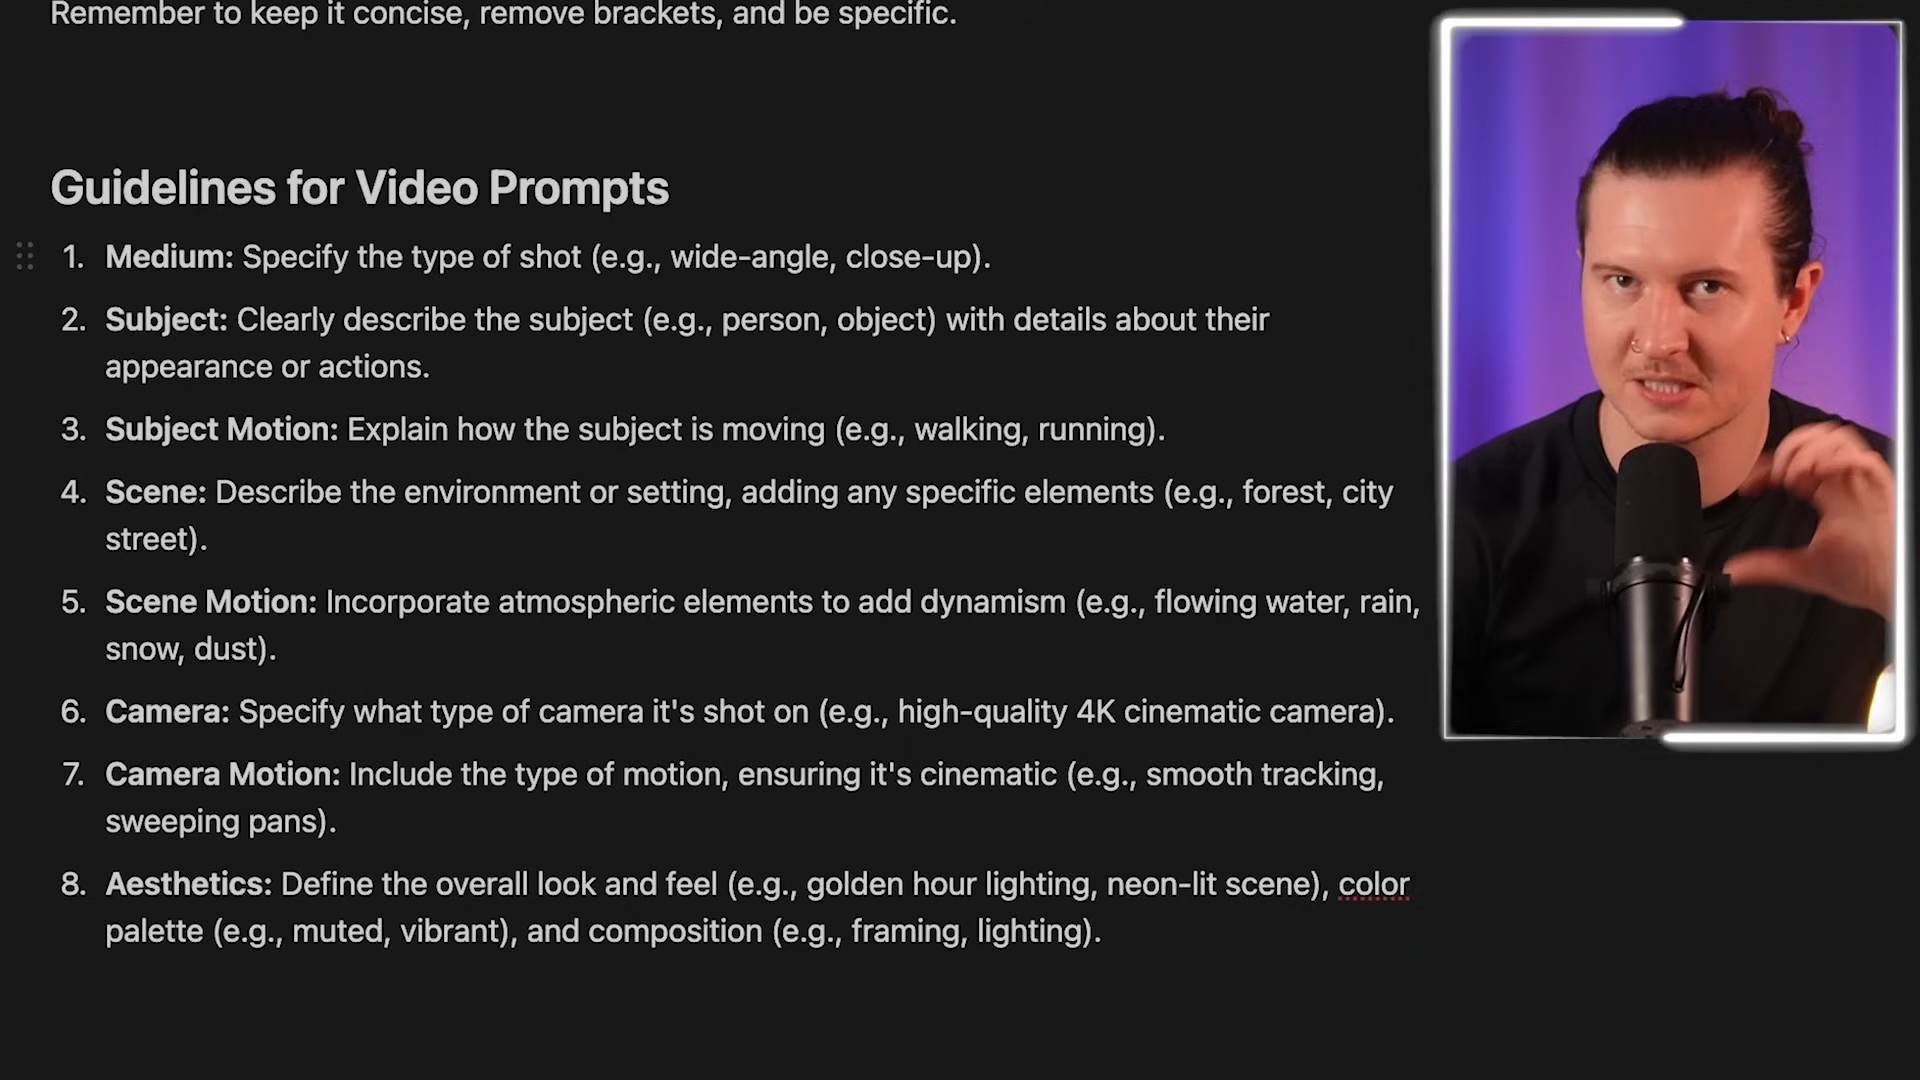 Remember to keep it concise, remove brackets, and be specific.
Guidelines for Video Prompts
1. Medium: Specify the type of shot (e.g., wide-angle, close-up).
2. Subject: Clearly describe the subject (e.g., person, object) with details about their
appearance or actions.
3. Subject Motion: Explain how the subject is moving (e.g., walking, running).
4. Scene: Describe the environment or setting, adding any specific elements (e.g., forest, city
street).
5. Scene Motion: Incorporate atmospheric elements to add dynamism (e.g., flowing water, rain,
snow, dust).
6. Camera: Specify what type of camera it's shot on (e.g., high-quality 4K cinematic camera).
7. Camera Motion: Include the type of motion, ensuring it's cinematic (e.g., smooth tracking,
sweeping pans).
8. Aesthetics: Define the overall look and feel (e.g., golden hour lighting, neon-lit scene), color
palette (e.g., muted, vibrant), and composition (e.g., framing, lighting).